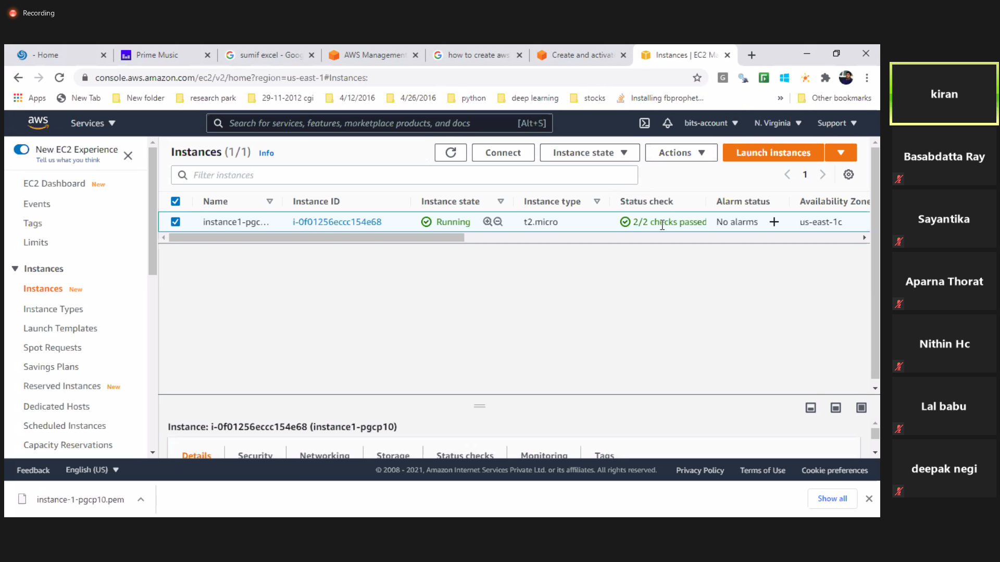 Recording
- Home
Prime Music
sumif excel - Goog
AWS Management
how to create aws
Create and activat
Instances | EC2 Ma
console.aws.amazon.com/ec2/v2/home?region=us-east-1#Instances:
Apps
New Tab
New folder
research park
29-11-2012 cgi
4/12/2016
4/26/2016
python
deep learning
stocks
Installing fbprophet...
»
Other bookmarks
aws
Services
Search for services, features, marketplace products, and docs
[Alt+S]
bits-account
N. Virginia
Support
New EC2 Experience
Tell us what you think
EC2 Dashboard New
Events
Tags
Limits
Instances
Instances New
Instance Types
Launch Templates
Spot Requests
Savings Plans
Reserved Instances New
Dedicated Hosts
Scheduled Instances
Capacity Reservations
Instances (1/1) Info
Connect
Instance state
Actions
Launch instances
Filter instances
1
Name
Instance ID
Instance state
Instance type
Status check
Alarm status
Availability Zone
instance1-pgc...
i-0f01256eccc154e68
Running
t2.micro
2/2 checks passed
No alarms
us-east-1c
Instance: i-0f01256eccc154e68 (instance1-pgcp10)
Details
Security
Networking
Storage
Status checks
Monitoring
Tags
Feedback
English (US)
© 2008 - 2021, Amazon Internet Services Private Ltd. or its affiliates. All rights reserved.
Privacy Policy
Terms of Use
Cookie preferences
instance-1-pgcp10.pem
Show all
kiran
Basabdatta Ray
Sayantika
Aparna Thorat
Nithin Hc
Lal babu
deepak negi